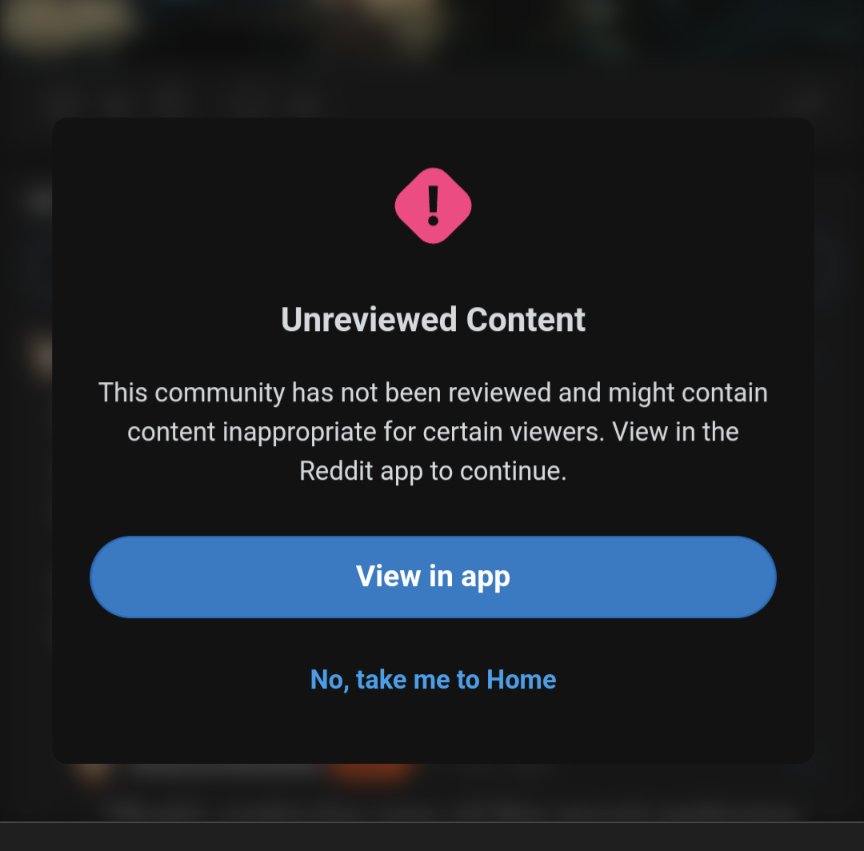 !
Unreviewed Content
This community has not been reviewed and might contain
content inappropriate for certain viewers. View in the
Reddit app to continue.
View in app
No, take me to Home